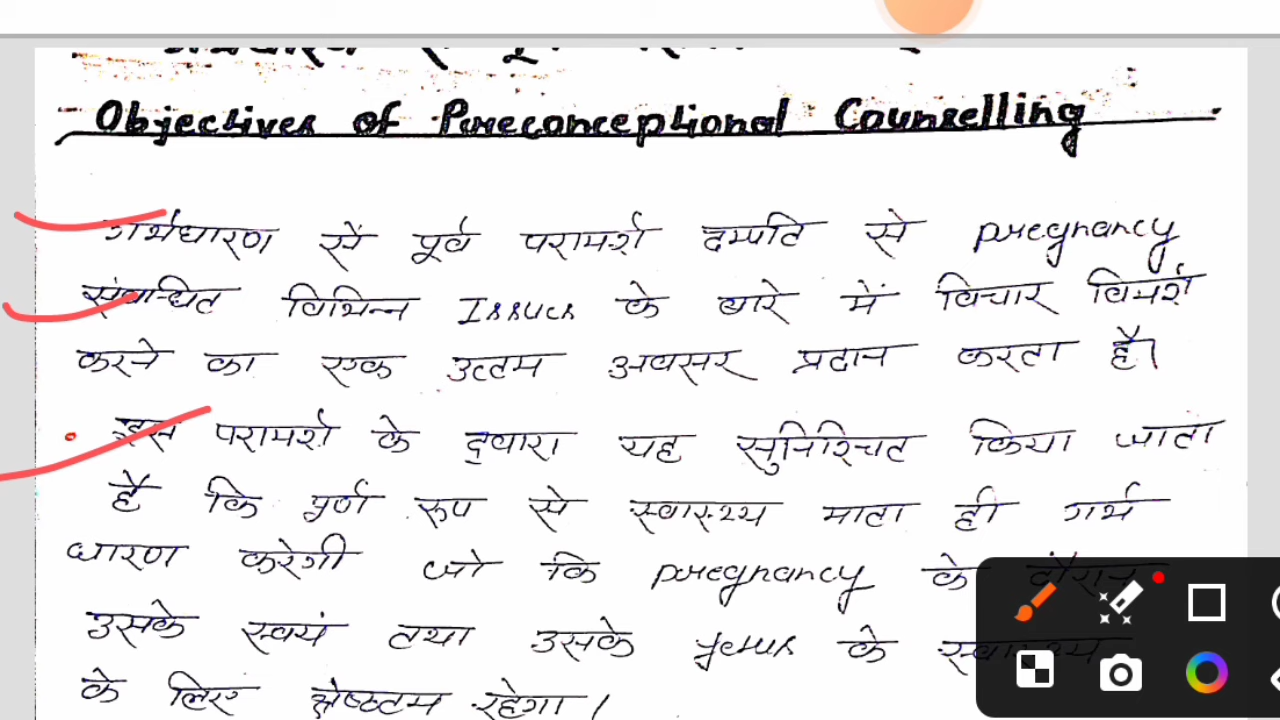 Objectives of Preconceptional Counselling
गर्भधारण से पूर्व परामर्श दम्पति से pregnancy
संबन्धित विभिन्न Issues के बारे में विचार विमर्श
करने का एक उत्तम अवसर प्रदान करता है।
इस परामर्श के द्वारा यह सुनिश्चित किया जाता
है कि पूर्ण रूप से स्वास्थ्य माता ही गर्भ
धारण करेगी जो कि pregnancy के दौरान
उसके स्वयं तथा उसके fetus के स्वास्थ्य
के लिए श्रेष्ठतम रहेगा।